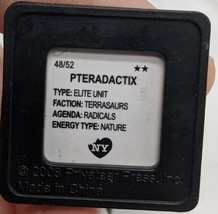 48/52 ★★
PTERADACTIX
TYPE: ELITE UNIT
FACTION: TERRASAURS
AGENDA: RADICALS
ENERGY TYPE: NATURE
NY
© 2005 Privateer Press, Inc.
Made in China